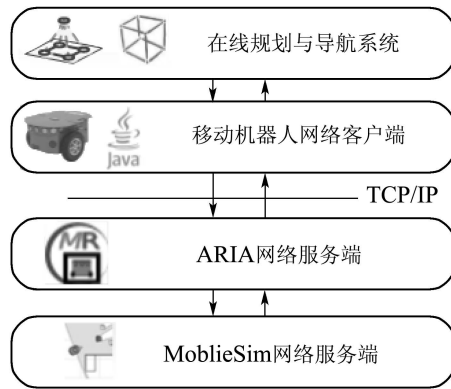 在线规划与导航系统
移动机器人网络客户端
Java
TCP/IP
MR
ARIA网络服务端
MoblieSim网络服务端